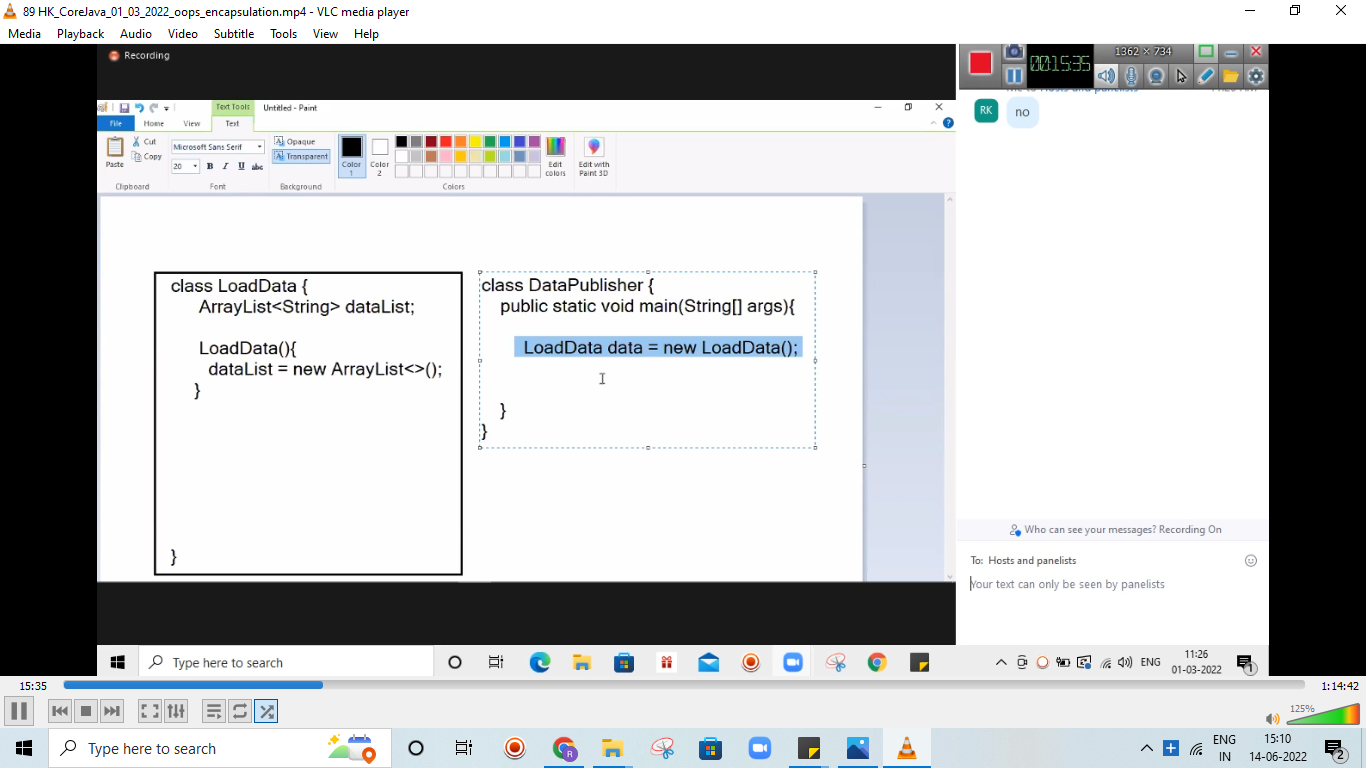 89 HK_CoreJava_01_03_2022_oops_encapsulation.mp4 - VLC media player
Media Playback Audio Video Subtitle Tools View Help
Recording
1362 × 734
00:15:35
Hosts and panelists
RK
no
Text Tools
Untitled - Paint
File Home View Text
Paste
Cut
Copy
Clipboard
Microsoft Sans Serif
20
B I U abc
Font
Opaque
Transparent
Background
Color 1
Color 2
Edit colors
Colors
Edit with Paint 3D
class LoadData {
ArrayList<String> dataList;
LoadData(){
dataList = new ArrayList<>();
}
}
class DataPublisher {
public static void main(String[] args){
LoadData data = new LoadData();
}
}
Who can see your messages? Recording On
To: Hosts and panelists
Your text can only be seen by panelists
Type here to search
ENG
11:26
01-03-2022
1
15:35
1:14:42
125%
Type here to search
R
ENG
IN
15:10
14-06-2022
2